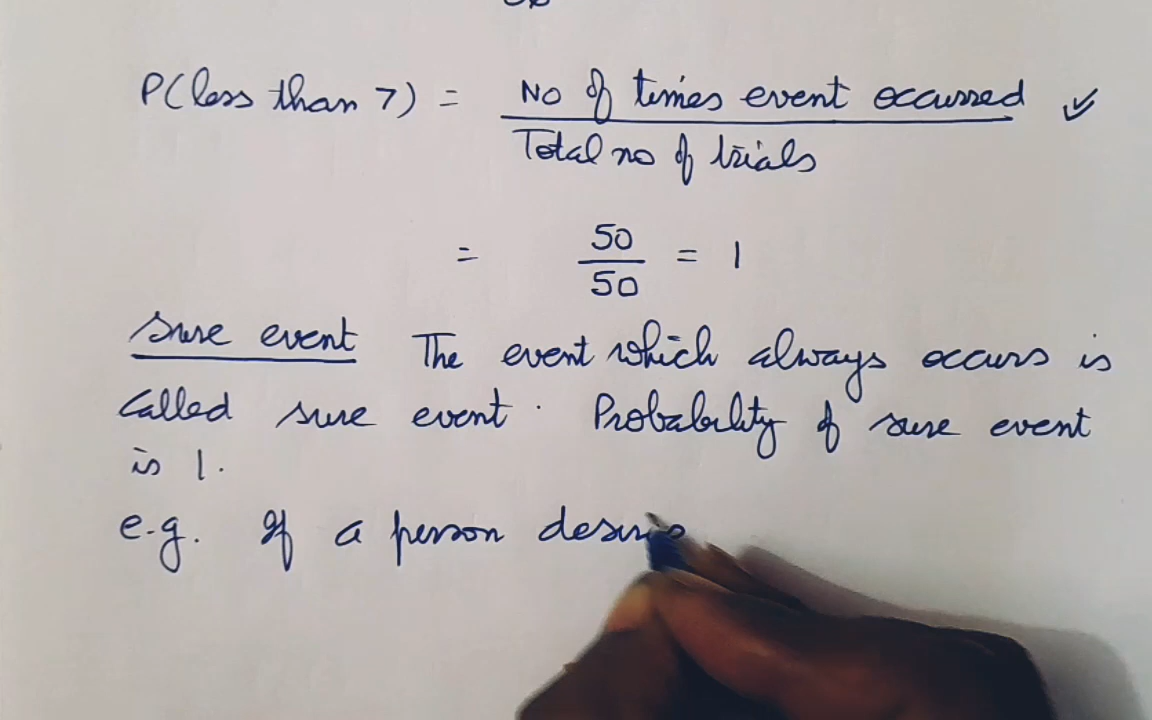 P(less than 7) = No of times event occurred
Total no of trials
= 50/50 = 1
sure event The event which always occurs is
called sure event. Probability of sure event
is 1.
e.g. If a person